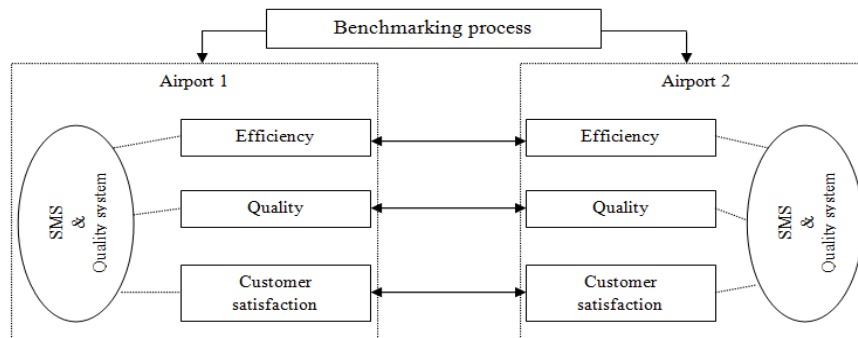 Benchmarking process
Airport 1
Airport 2
Efficiency
Efficiency
SMS
&
Quality system
Quality
Quality
SMS
&
Quality system
Customer
satisfaction
Customer
satisfaction